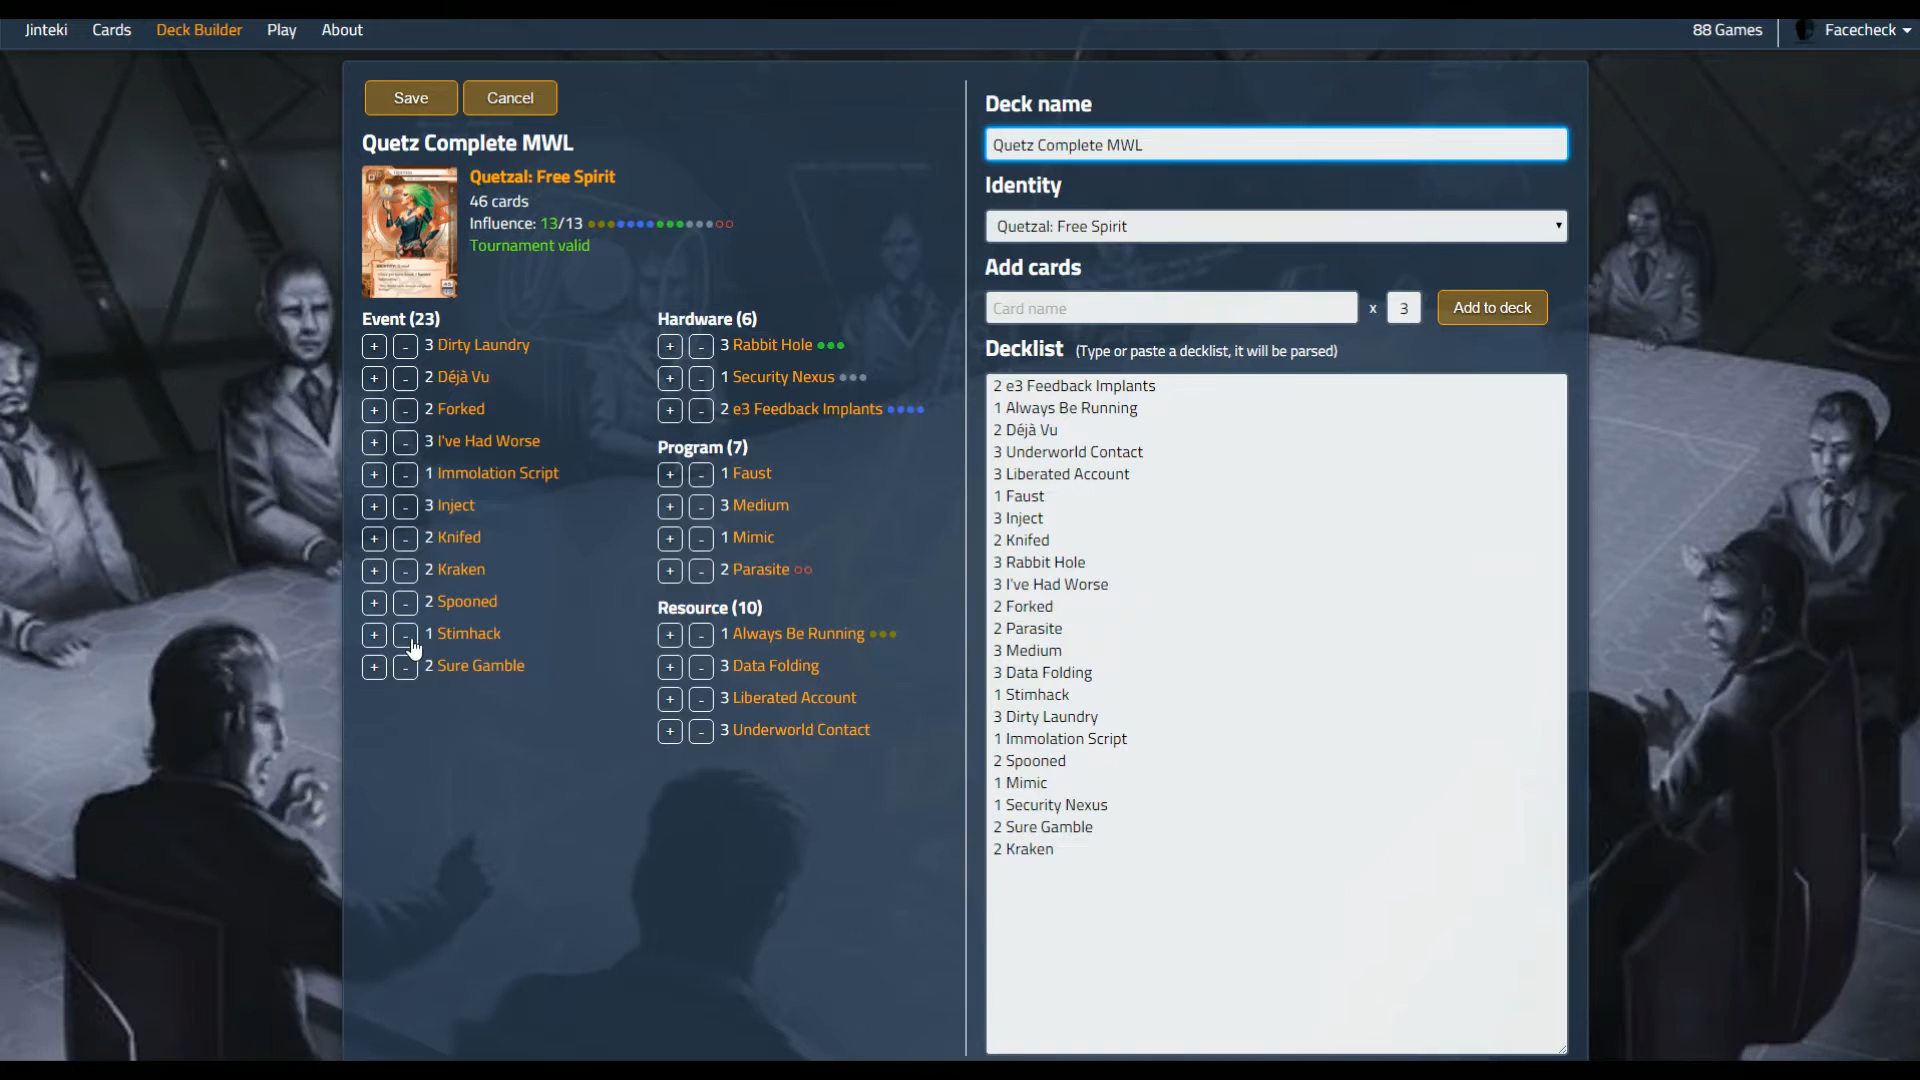 Jinteki Cards Deck Builder Play About 88 Games Facecheck
Save Cancel
Quetz Complete MWL
Quetzal: Free Spirit
46 cards
Influence: 13/13
Tournament valid
Event (23)
+ - 3 Dirty Laundry
+ - 2 Déjà Vu
+ - 2 Forked
+ - 3 I've Had Worse
+ - 1 Immolation Script
+ - 3 Inject
+ - 2 Knifed
+ - 2 Kraken
+ - 2 Spooned
+ - 1 Stimhack
+ - 2 Sure Gamble
Hardware (6)
+ - 3 Rabbit Hole
+ - 1 Security Nexus
+ - 2 e3 Feedback Implants
Program (7)
+ - 1 Faust
+ - 3 Medium
+ - 1 Mimic
+ - 2 Parasite
Resource (10)
+ - 1 Always Be Running
+ - 3 Data Folding
+ - 3 Liberated Account
+ - 3 Underworld Contact
Deck name
Quetz Complete MWL
Identity
Quetzal: Free Spirit
Add cards
Card name x 3 Add to deck
Decklist (Type or paste a decklist, it will be parsed)
2 e3 Feedback Implants
1 Always Be Running
2 Déjà Vu
3 Underworld Contact
3 Liberated Account
1 Faust
3 Inject
2 Knifed
3 Rabbit Hole
3 I've Had Worse
2 Forked
2 Parasite
3 Medium
3 Data Folding
1 Stimhack
3 Dirty Laundry
1 Immolation Script
2 Spooned
1 Mimic
1 Security Nexus
2 Sure Gamble
2 Kraken